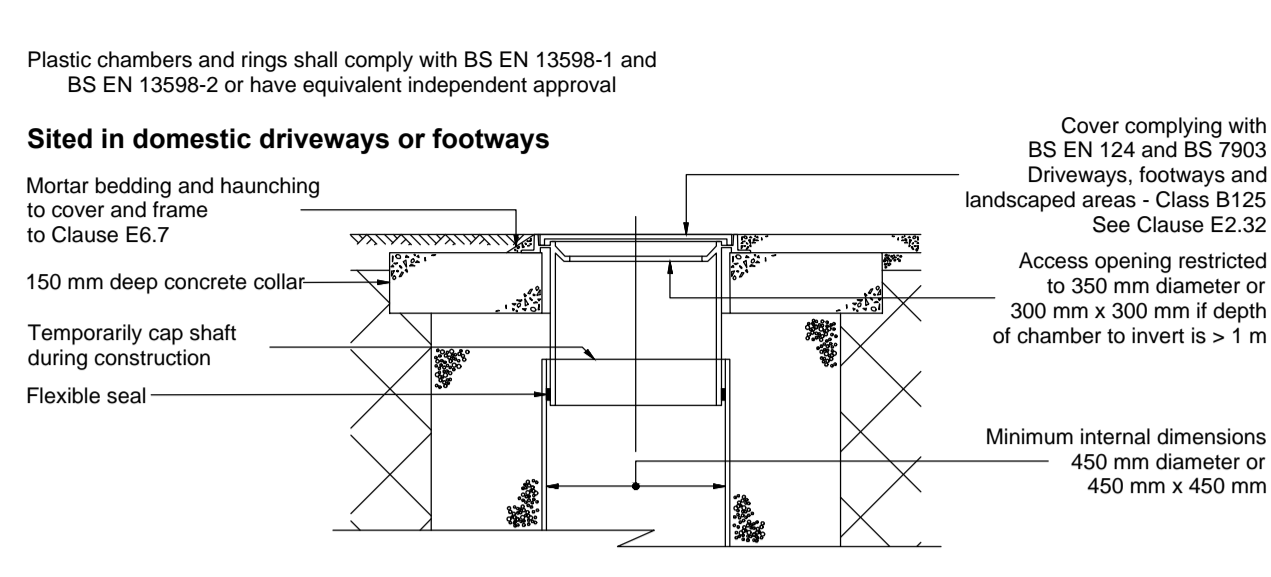 Plastic chambers and rings shall comply with BS EN 13598-1 and
BS EN 13598-2 or have equivalent independent approval
Sited in domestic driveways or footways
Mortar bedding and haunching
to cover and frame
to Clause E6.7
150 mm deep concrete collar
Temporarily cap shaft
during construction
Flexible seal
Cover complying with
BS EN 124 and BS 7903
Driveways, footways and
landscaped areas - Class B125
See Clause E2.32
Access opening restricted
to 350 mm diameter or
300 mm x 300 mm if depth
of chamber to invert is > 1 m
Minimum internal dimensions
450 mm diameter or
450 mm x 450 mm